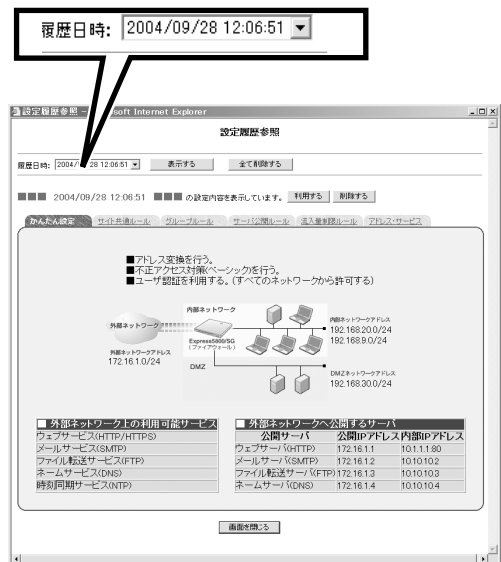 履歴日時: 2004/09/28 12:06:51
設定履歴参照 - soft Internet Explorer
設定履歴参照
履歴日時: 2004/ 28 12:06:51 表示する 全て削除する
■■■ 2004/09/28 12:06:51 ■■■ の設定内容を表示しています。 利用する 削除する
かんたん設定 サイト共通ルール グループルール サーバ公開ルール 流入量制限ルール アドレス・サービス
■アドレス変換を行う。
■不正アクセス対策(ベーシック)を行う。
■ユーザ認証を利用する。(すべてのネットワークから許可する)
内部ネットワーク
外部ネットワーク
Express5800/SG
(ファイアウォール)
内部ネットワークアドレス
192.168.20.0/24
192.168.9.0/24
外部ネットワークアドレス
172.16.1.0/24
DMZ
DMZネットワークアドレス
192.168.30.0/24
■ 外部ネットワーク上の利用可能サービス
ウェブサービス(HTTP/HTTPS)
メールサービス(SMTP)
ファイル転送サービス(FTP)
ネームサービス(DNS)
時刻同期サービス(NTP)
■ 外部ネットワークへ公開するサーバ
公開サーバ 公開IPアドレス 内部IPアドレス
ウェブサーバ(HTTP) 172.16.1.1 10.1.1.1:80
メールサーバ(SMTP) 172.16.1.2 10.10.10.2
ファイル転送サーバ(FTP) 172.16.1.3 10.10.10.3
ネームサーバ(DNS) 172.16.1.4 10.10.10.4
画面を閉じる